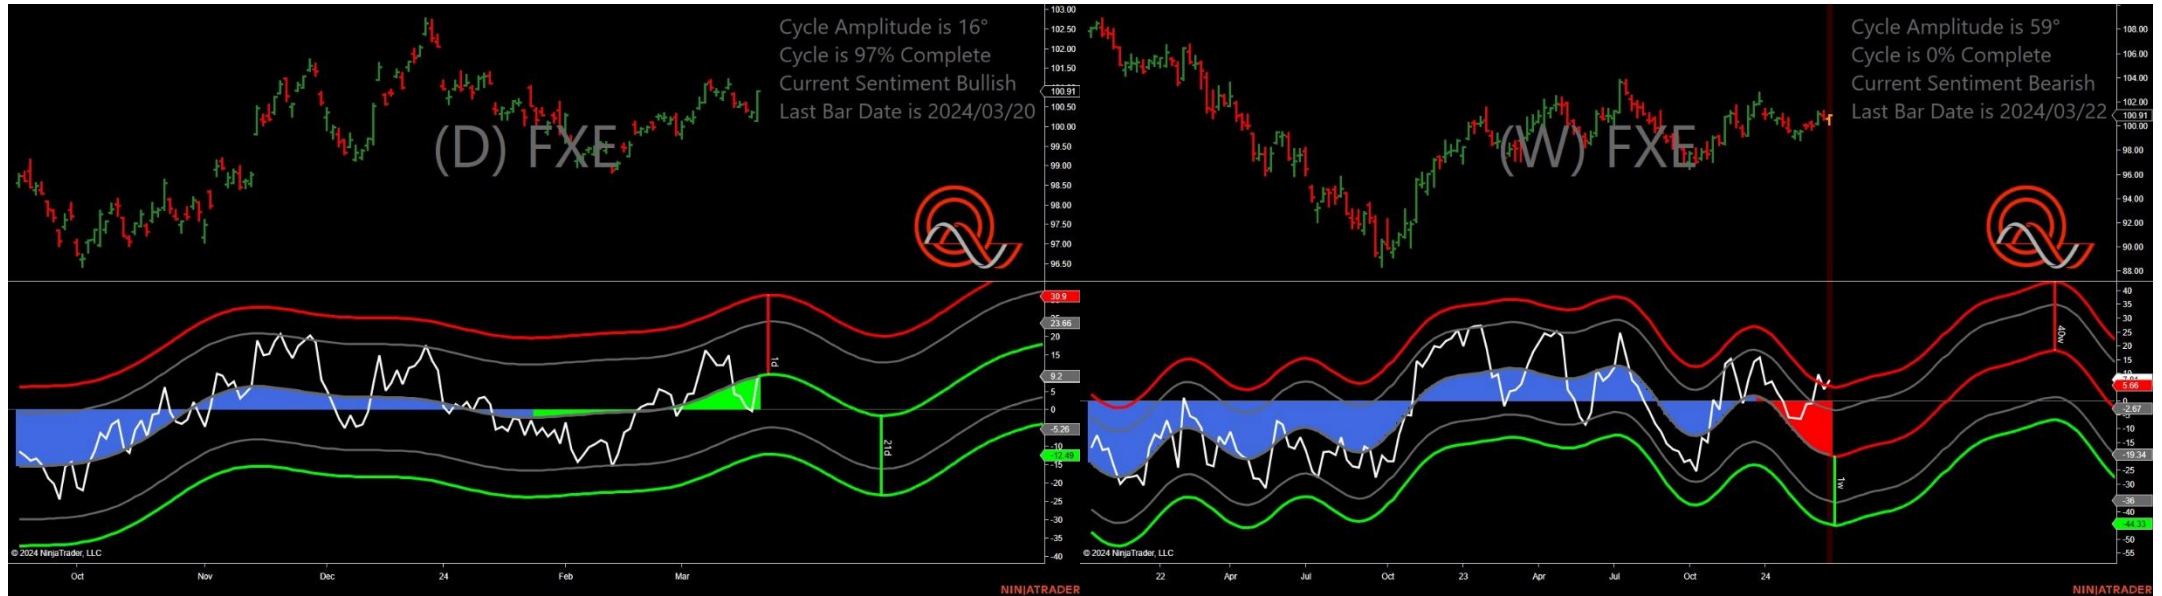 Cycle Amplitude is 16°
Cycle is 97% Complete
Current Sentiment Bullish
Last Bar Date is 2024/03/20
(D) FXE
103.00
102.50
102.00
101.50
100.91
100.50
100.00
99.50
99.00
98.50
98.00
97.50
97.00
96.50
30.9
23.66
20
15
9.2
5
0
-5.26
-10
-12.49
-15
-20
-25
-30
-35
-40
1d
21d
© 2024 NinjaTrader, LLC
Oct
Nov
Dec
24
Feb
Mar
NINJATRADER
Cycle Amplitude is 59°
Cycle is 0% Complete
Current Sentiment Bearish
Last Bar Date is 2024/03/22
(W) FXE
108.00
106.00
104.00
102.00
100.91
100.00
98.00
96.00
94.00
92.00
90.00
88.00
40
35
30
25
20
15
5.66
0
-2.67
-10
-15
-19.34
-25
-30
-36
-40
-44.33
-50
-55
40w
1w
© 2024 NinjaTrader, LLC
22
Apr
Jul
Oct
23
Apr
Jul
Oct
24
NINJATRADER